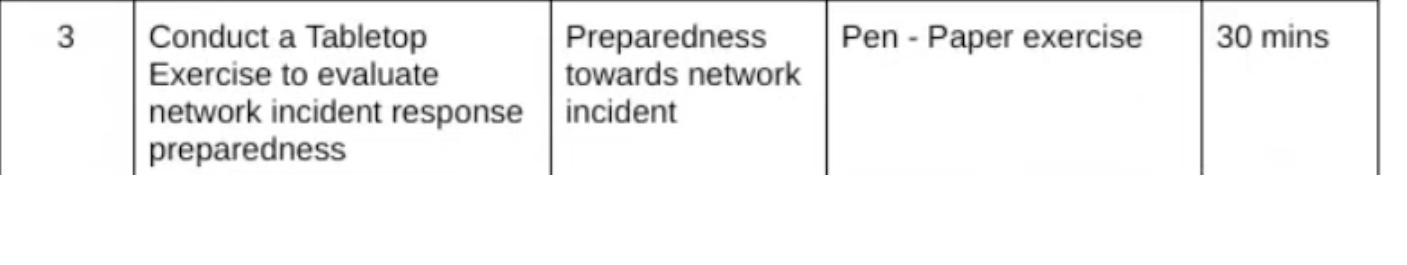 3
Conduct a Tabletop
Exercise to evaluate
network incident response
preparedness
Preparedness
towards network
incident
Pen - Paper exercise
30 mins